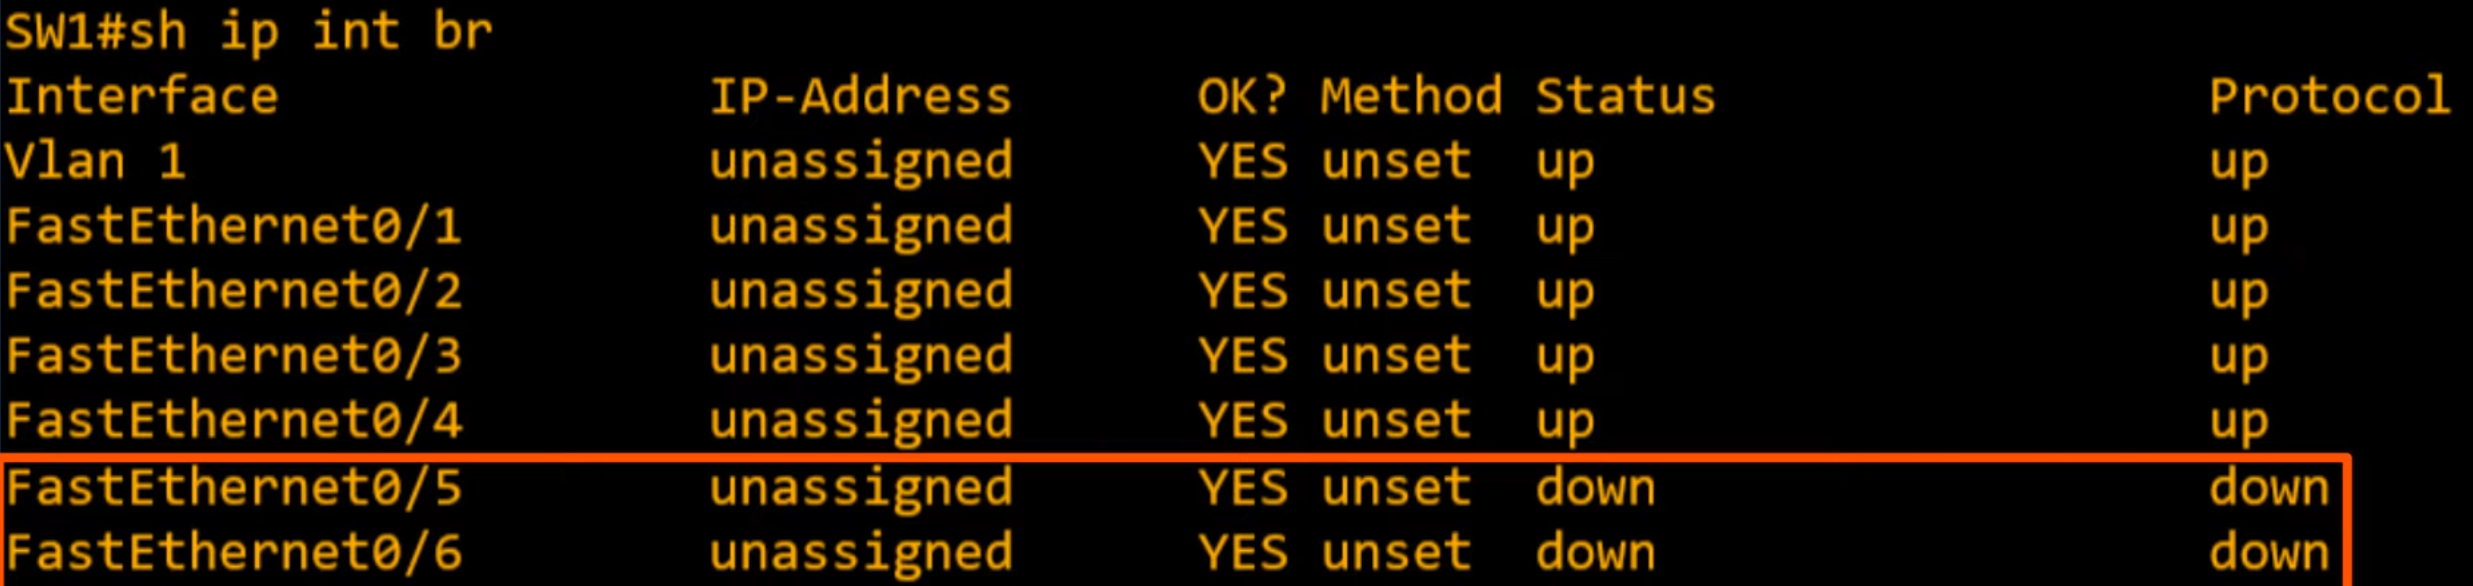 SW1#sh ip int br
Interface IP-Address OK? Method Status Protocol
Vlan 1 unassigned YES unset up up
FastEthernet0/1 unassigned YES unset up up
FastEthernet0/2 unassigned YES unset up up
FastEthernet0/3 unassigned YES unset up up
FastEthernet0/4 unassigned YES unset up up
FastEthernet0/5 unassigned YES unset down down
FastEthernet0/6 unassigned YES unset down down